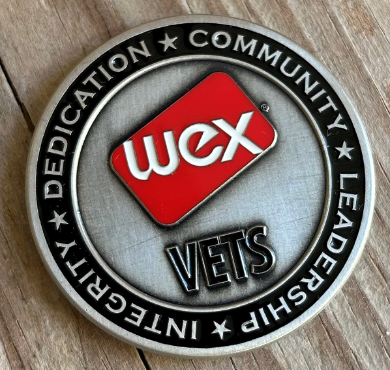 DEDICATION ★ COMMUNITY ★ LEADERSHIP ★ INTEGRITY ★
wex®
VETS